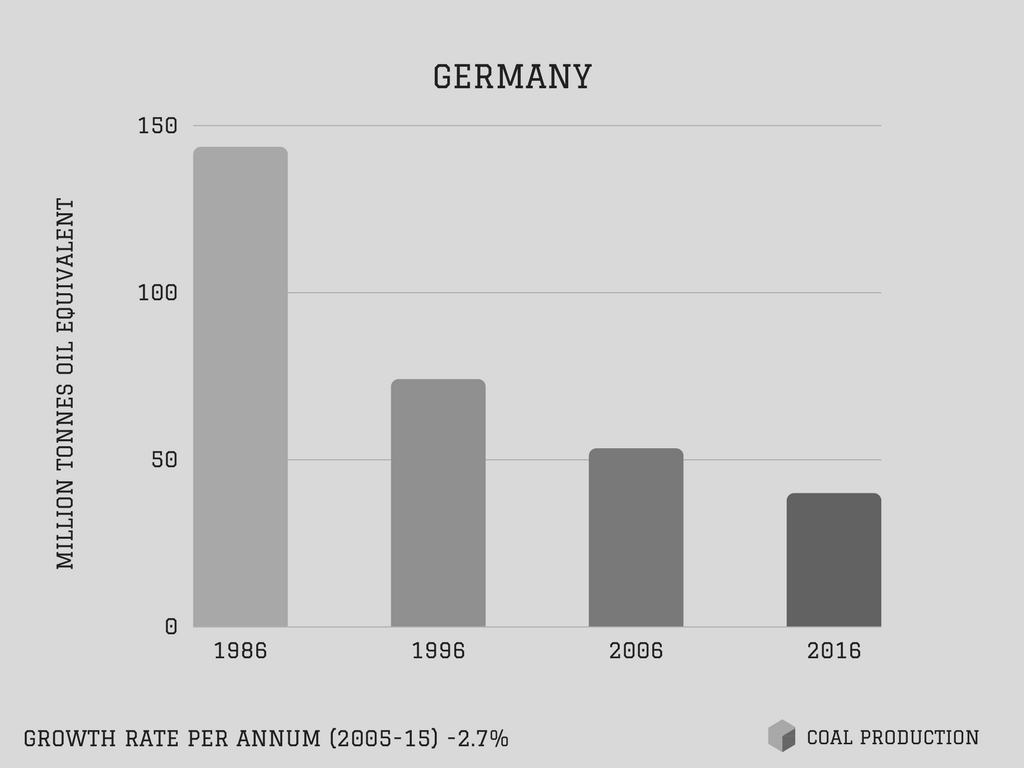 GERMANY
150
100
50
0
MILLION TONNES OIL EQUIVALENT
1986 1996 2006 2016
GROWTH RATE PER ANNUM (2005-15) -2.7%
COAL PRODUCTION